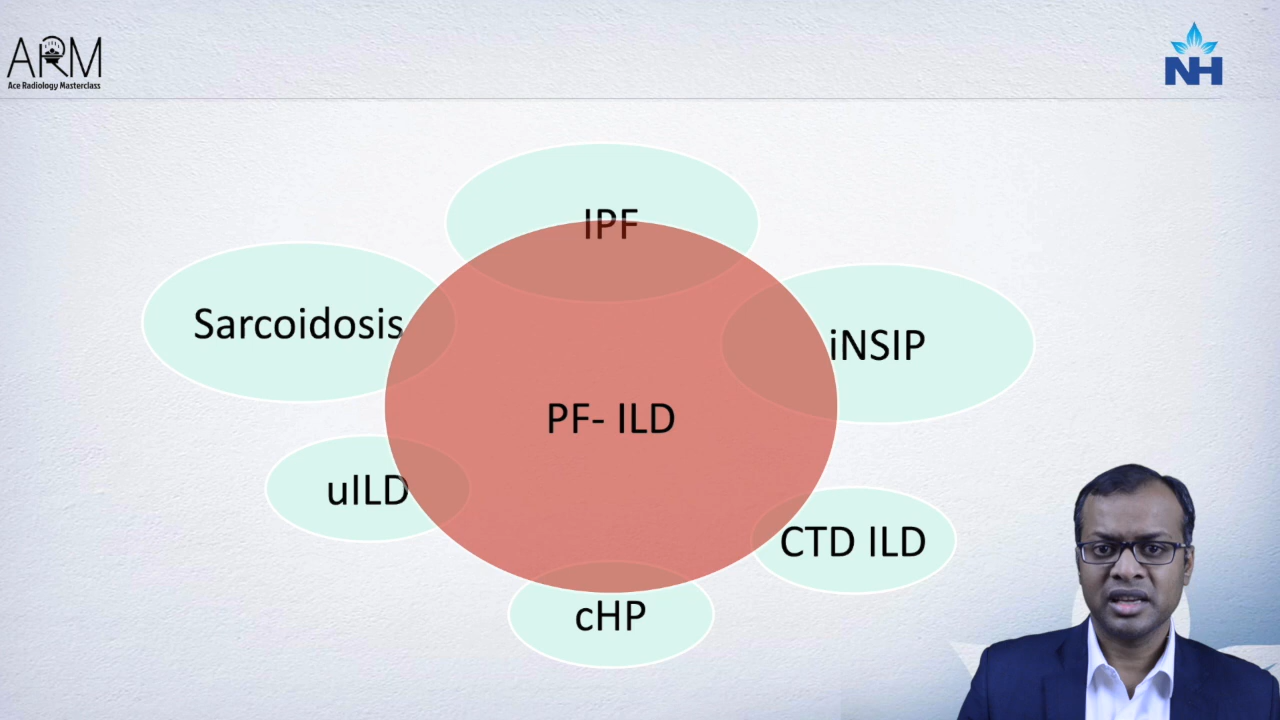 ARM
Ace Radiology Masterclass
NH
IPF
Sarcoidosis
iNSIP
PF- ILD
uILD
CTD ILD
cHP